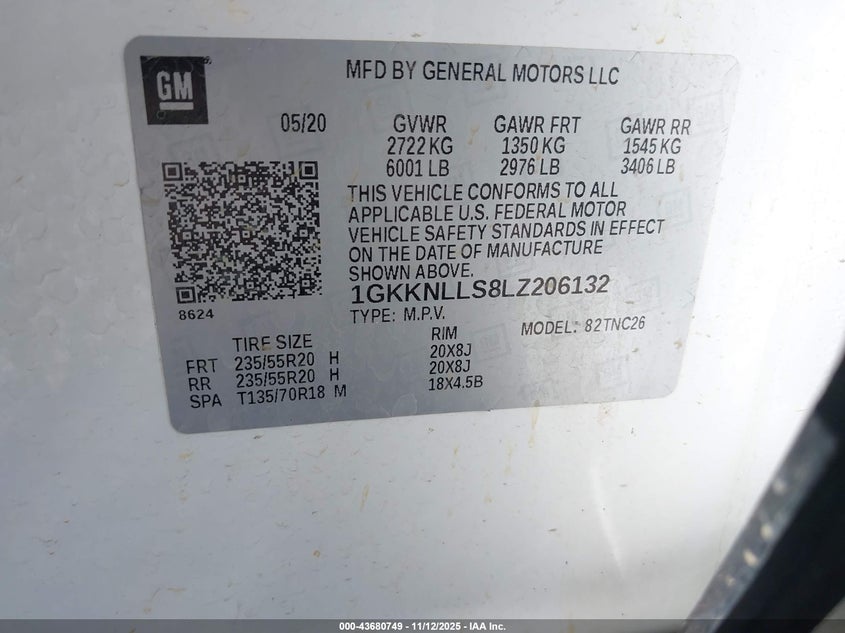 GM
MFD BY GENERAL MOTORS LLC
05/20 GVWR GAWR FRT GAWR RR
2722 KG 1350 KG 1545 KG
6001 LB 2976 LB 3406 LB
THIS VEHICLE CONFORMS TO ALL
APPLICABLE U.S. FEDERAL MOTOR
VEHICLE SAFETY STANDARDS IN EFFECT
ON THE DATE OF MANUFACTURE
SHOWN ABOVE.
1GKKNLLS8LZ206132
8624
TYPE: M.P.V. MODEL: 82TNC26
TIRE SIZE RIM
FRT 235/55R20 H 20X8J
RR 235/55R20 H 20X8J
SPA T135/70R18 M 18X4.5B
000-43680749 - 11/12/2025 - IAA Inc.